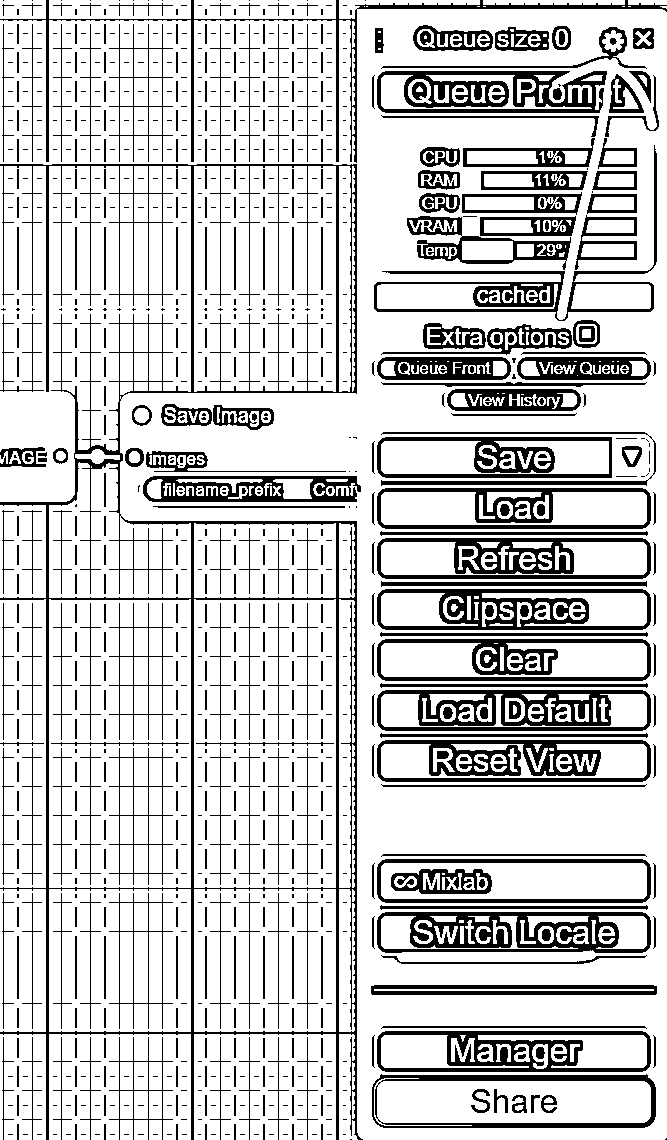 Queue size: 0
Queue Prompt
CPU 1%
RAM 11%
GPU 0%
VRAM 10%
Temp 29°
cached
Extra options
Queue Front View Queue
View History
Save Image
MAGE images
filename_prefix Comfy
Save
Load
Refresh
Clipspace
Clear
Load Default
Reset View
∞ Mixlab
Switch Locale
Manager
Share